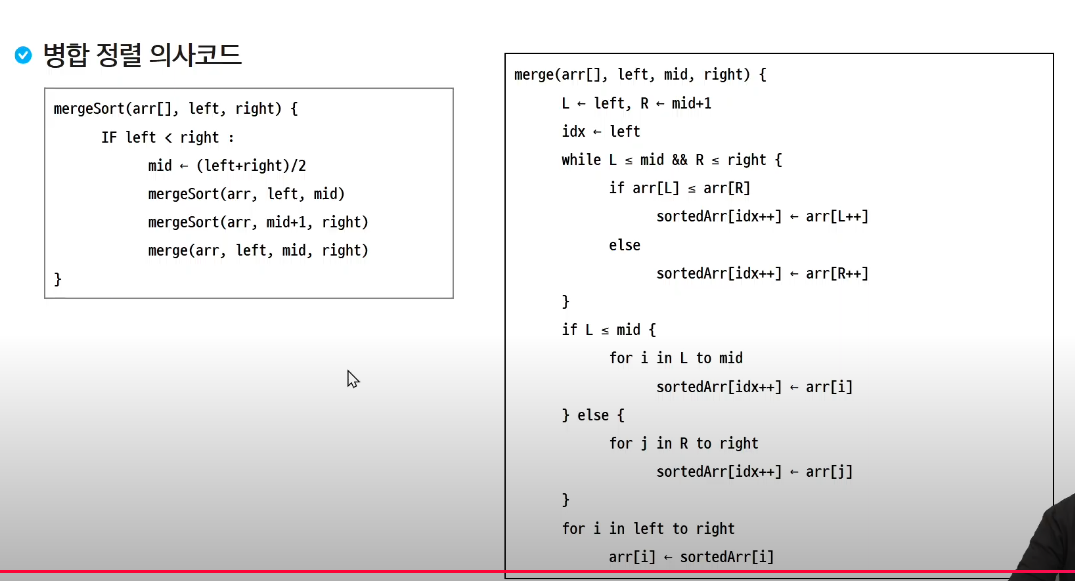 병합 정렬 의사코드
mergeSort(arr[], left, right) {
IF left < right :
mid ← (left+right)/2
mergeSort(arr, left, mid)
mergeSort(arr, mid+1, right)
merge(arr, left, mid, right)
}
merge(arr[], left, mid, right) {
L ← left, R ← mid+1
idx ← left
while L ≤ mid && R ≤ right {
if arr[L] ≤ arr[R]
sortedArr[idx++] ← arr[L++]
else
sortedArr[idx++] ← arr[R++]
}
if L ≤ mid {
for i in L to mid
sortedArr[idx++] ← arr[i]
} else {
for j in R to right
sortedArr[idx++] ← arr[j]
}
for i in left to right
arr[i] ← sortedArr[i]